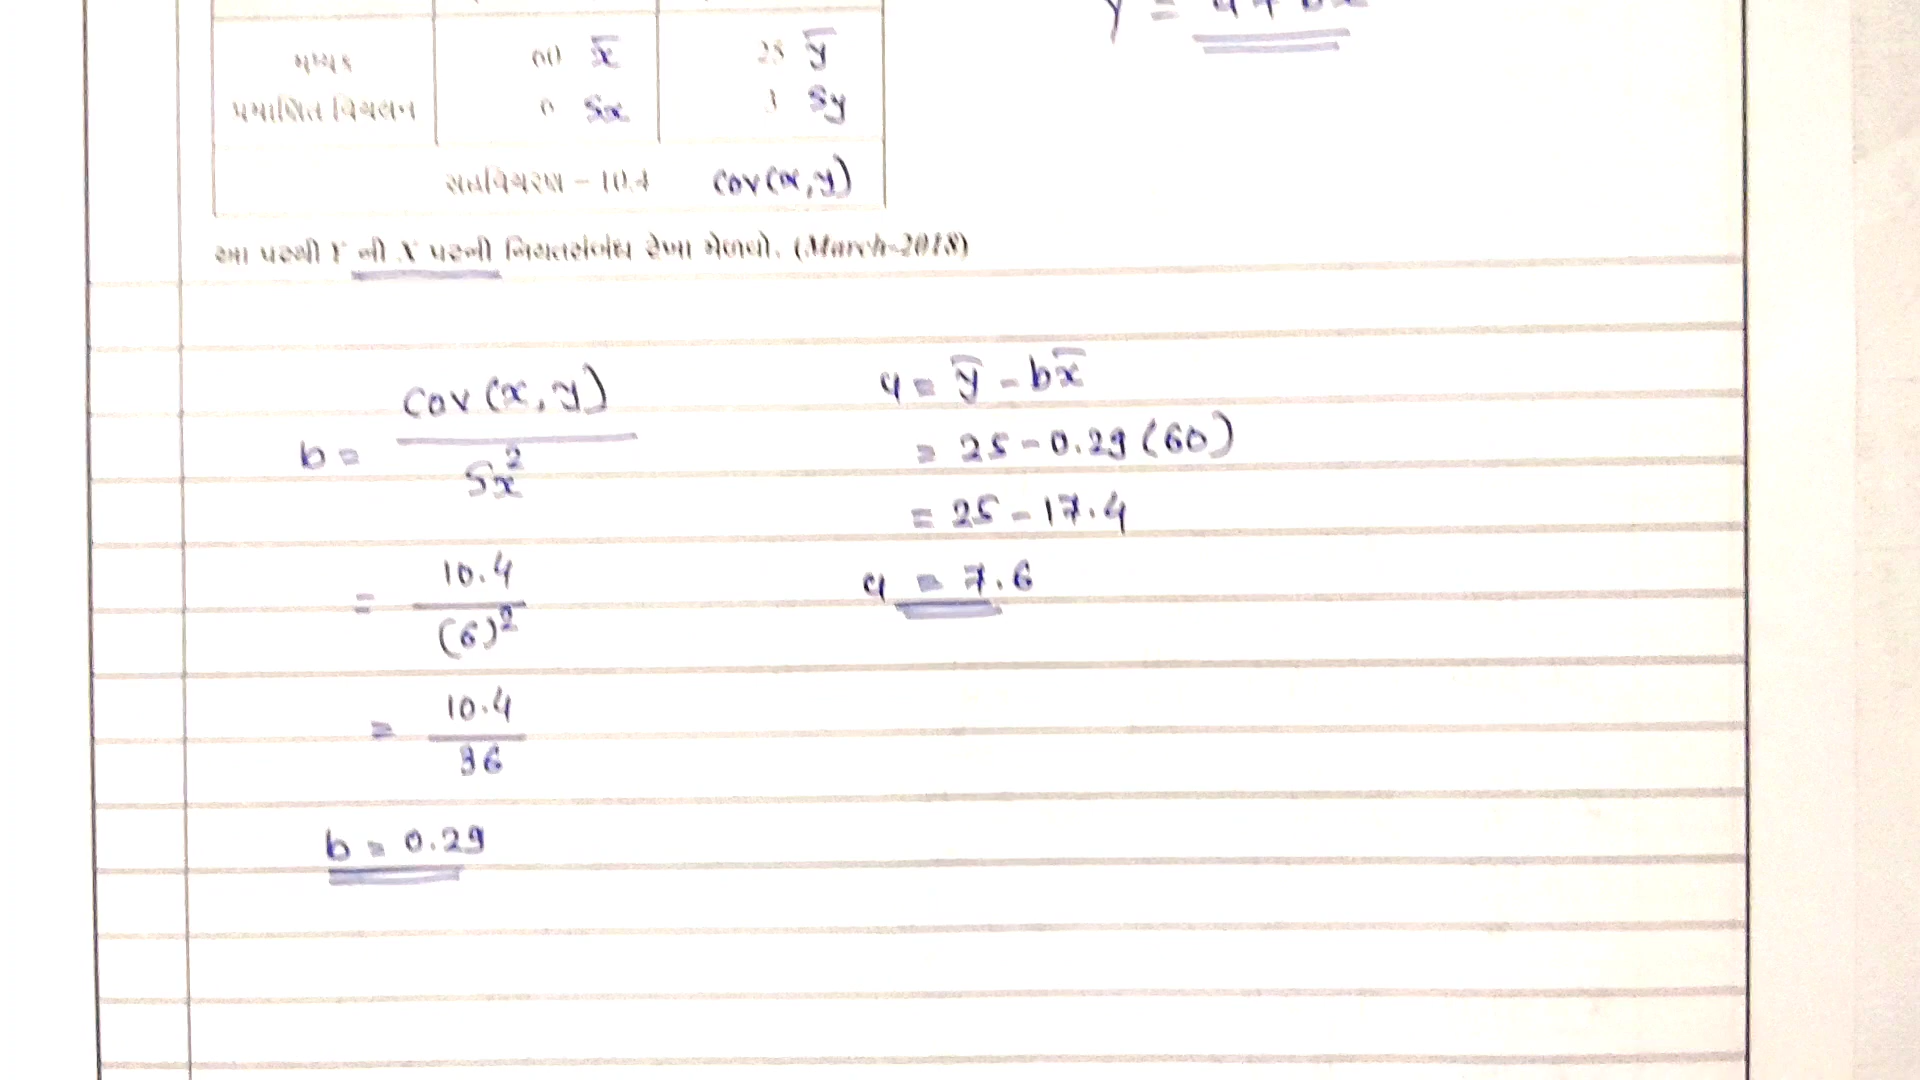 મધ્યક 60 x̄ 25 ȳ
પ્રમાણિત વિચલન 6 Sx 3 Sy
સહવિચરણ = 10.4 cov(x,y)
આ પરથી Y ની X પરની નિયતસંબંધ રેખા મેળવો. (March-2018)
b = cov(x,y) / Sx²
= 10.4 / (6)²
= 10.4 / 36
b = 0.29
a = ȳ - bx̄
= 25 - 0.29 (60)
= 25 - 17.4
a = 7.6